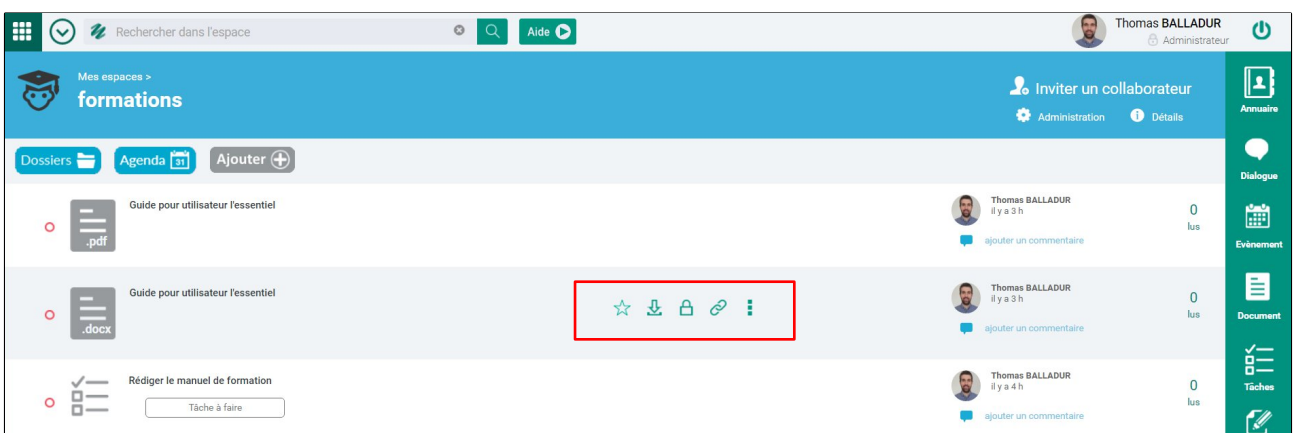 Rechercher dans l'espace
Aide
Thomas BALLADUR
Administrateur
Mes espaces >
formations
Inviter un collaborateur
Administration
Détails
Annuaire
Dossiers
Agenda
31
Ajouter
Dialogue
Guide pour utilisateur l'essentiel
.pdf
Thomas BALLADUR
il y a 3 h
ajouter un commentaire
0
lus
Evènement
Guide pour utilisateur l'essentiel
.docx
Thomas BALLADUR
il y a 3 h
ajouter un commentaire
0
lus
Document
Rédiger le manuel de formation
Tâche à faire
Thomas BALLADUR
il y a 4 h
ajouter un commentaire
0
lus
Tâches